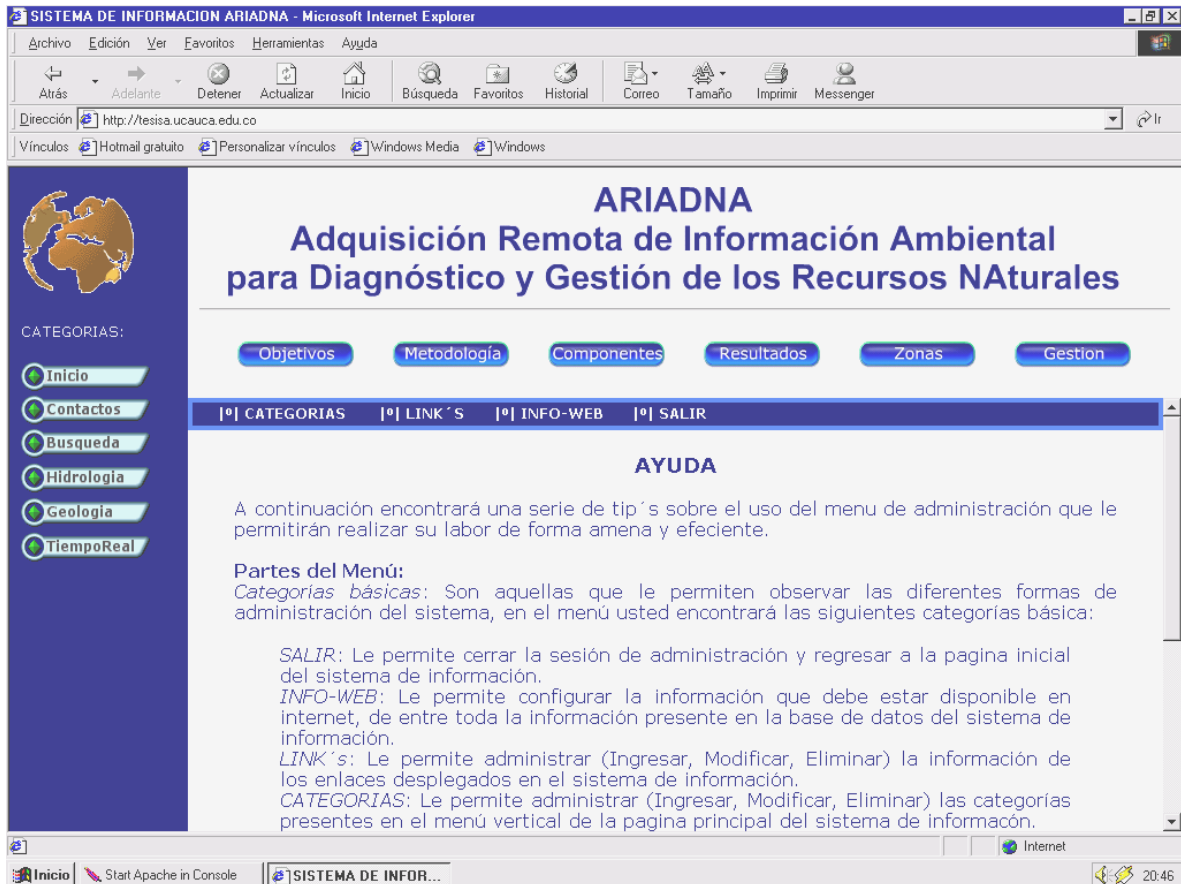 SISTEMA DE INFORMACION ARIADNA - Microsoft Internet Explorer
Archivo Edición Ver Favoritos Herramientas Ayuda
Atrás Adelante Detener Actualizar Inicio Búsqueda Favoritos Historial Correo Tamaño Imprimir Messenger
Dirección http://tesisa.ucauca.edu.co Ir
Vínculos Hotmail gratuito Personalizar vínculos Windows Media Windows
ARIADNA
Adquisición Remota de Información Ambiental
para Diagnóstico y Gestión de los Recursos NAturales
CATEGORIAS:
Inicio
Contactos
Busqueda
Hidrologia
Geologia
TiempoReal
Objetivos Metodología Componentes Resultados Zonas Gestion
|º| CATEGORIAS |º| LINK´S |º| INFO-WEB |º| SALIR
AYUDA
A continuación encontrará una serie de tip´s sobre el uso del menu de administración que le
permitirán realizar su labor de forma amena y efeciente.
Partes del Menú:
Categorías básicas: Son aquellas que le permiten observar las diferentes formas de
administración del sistema, en el menú usted encontrará las siguientes categorías básica:
SALIR: Le permite cerrar la sesión de administración y regresar a la pagina inicial
del sistema de información.
INFO-WEB: Le permite configurar la información que debe estar disponible en
internet, de entre toda la información presente en la base de datos del sistema de
información.
LINK´s: Le permite administrar (Ingresar, Modificar, Eliminar) la información de
los enlaces desplegados en el sistema de información.
CATEGORIAS: Le permite administrar (Ingresar, Modificar, Eliminar) las categorías
presentes en el menú vertical de la pagina principal del sistema de informacón.
Internet
Inicio Start Apache in Console SISTEMA DE INFOR... 20:46